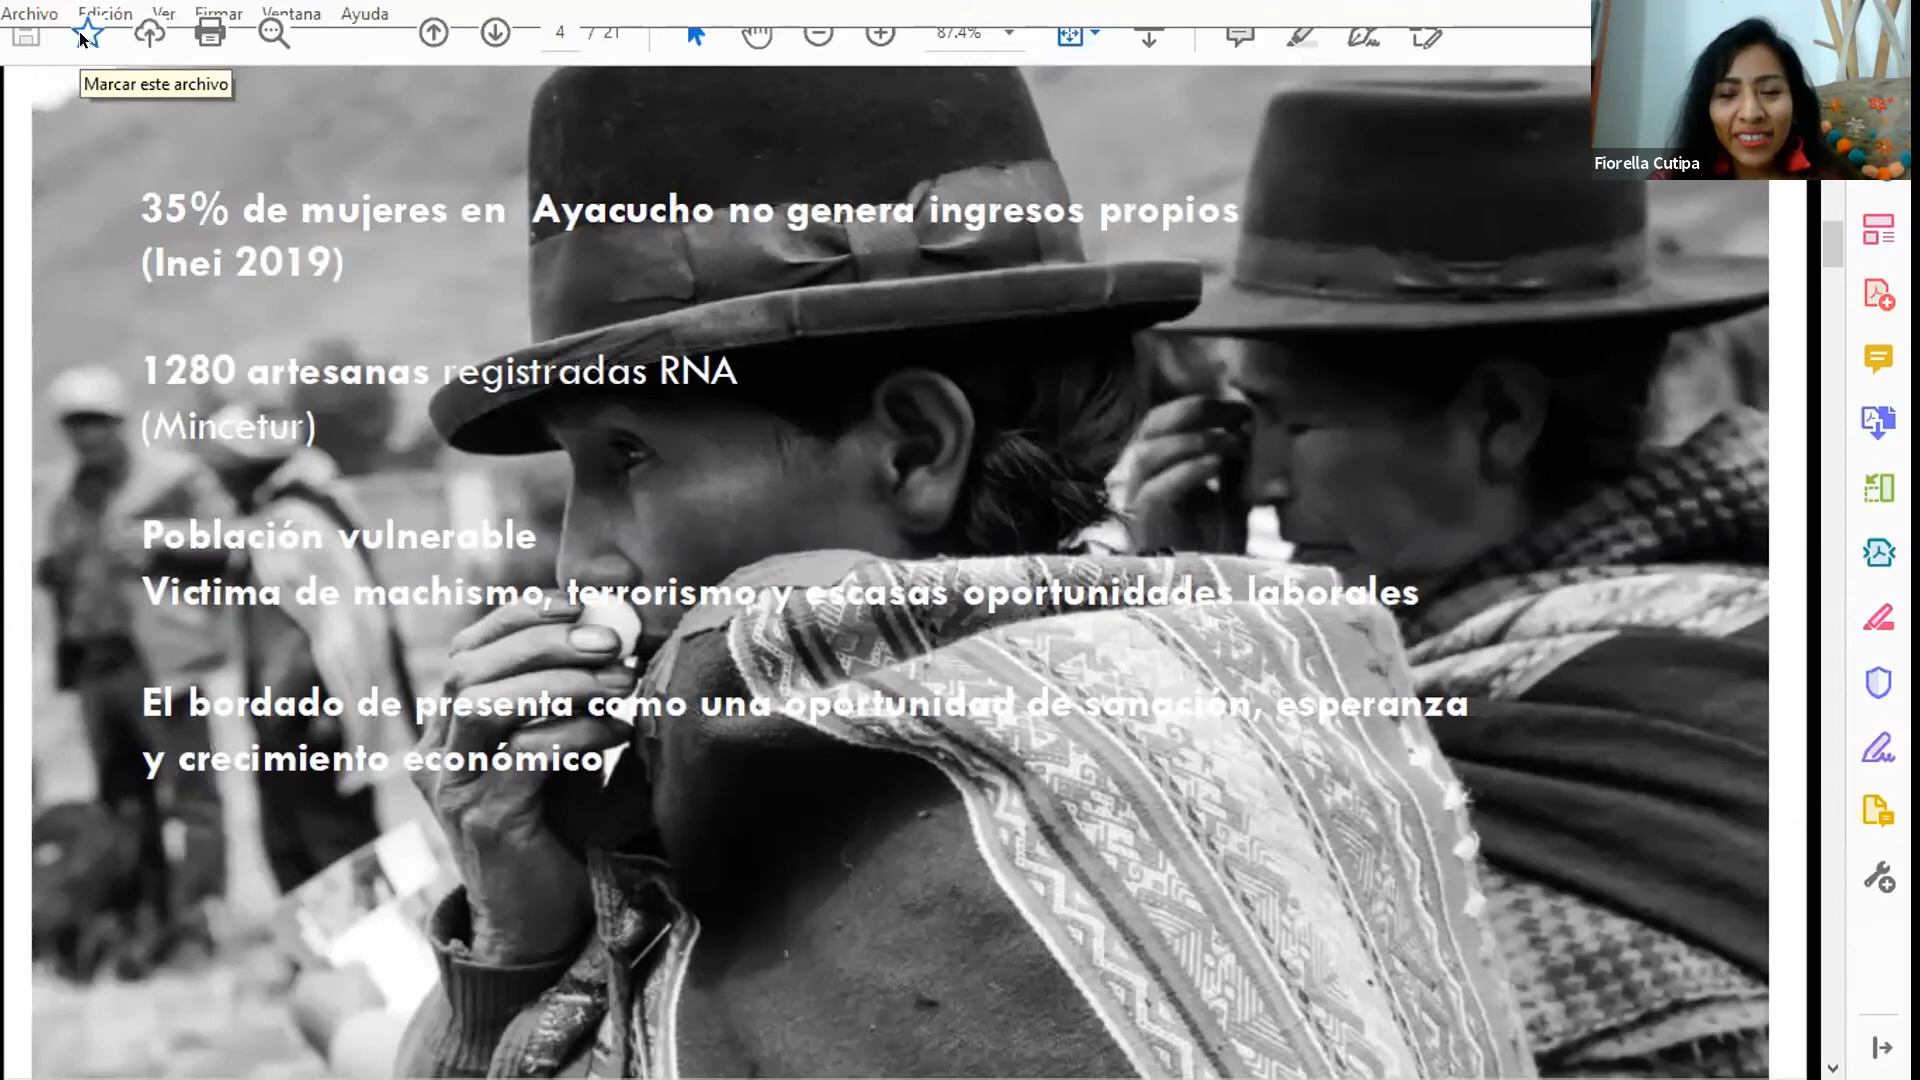 Archivo Edición Ver Firmar Ventana Ayuda
4 / 21
87.4%
Marcar este archivo
Fiorella Cutipa
35% de mujeres en Ayacucho no genera ingresos propios
(Inei 2019)
1280 artesanas registradas RNA
(Mincetur)
Población vulnerable
Victima de machismo, terrorismo y escasas oportunidades laborales
El bordado de presenta como una oportunidad de sanación, esperanza
y crecimiento económico